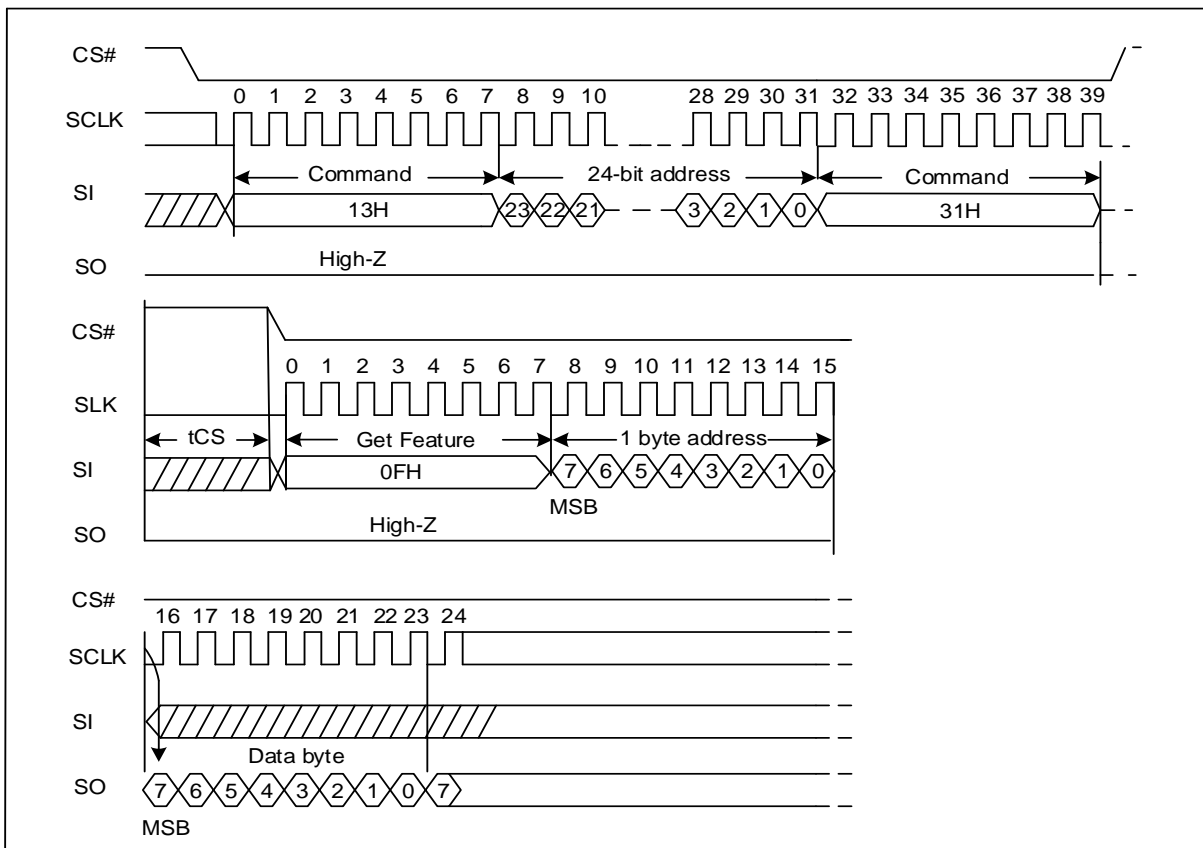 CS#
0 1 2 3 4 5 6 7 8 9 10 28 29 30 31 32 33 34 35 36 37 38 39
SCLK
Command 24-bit address Command
SI
13H 23 22 21 3 2 1 0 31H
High-Z
SO
CS#
0 1 2 3 4 5 6 7 8 9 10 11 12 13 14 15
SLK
tCS Get Feature 1 byte address
SI
0FH 7 6 5 4 3 2 1 0
MSB
High-Z
SO
CS#
16 17 18 19 20 21 22 23 24
SCLK
SI
Data byte
SO 7 6 5 4 3 2 1 0 7
MSB